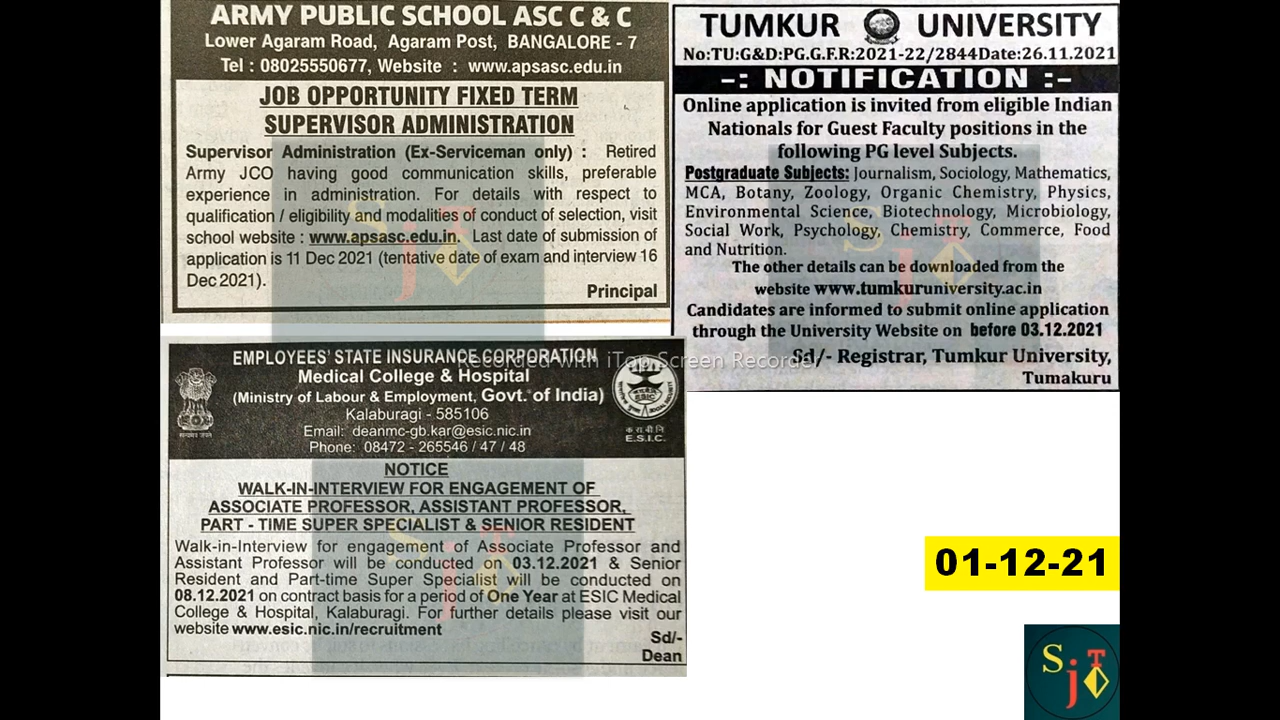 ARMY PUBLIC SCHOOL ASC C & C
Lower Agaram Road, Agaram Post, BANGALORE - 7
Tel : 08025550677, Website : www.apsasc.edu.in
JOB OPPORTUNITY FIXED TERM
SUPERVISOR ADMINISTRATION
Supervisor Administration (Ex-Serviceman only) : Retired
Army JCO having good communication skills, preferable
experience in administration. For details with respect to
qualification / eligibility and modalities of conduct of selection, visit
school website : www.apsasc.edu.in. Last date of submission of
application is 11 Dec 2021 (tentative date of exam and interview 16
Dec 2021).
Principal
TUMKUR UNIVERSITY
No:TU:G&D:PG.G.F.R:2021-22/2844Date:26.11.2021
-: NOTIFICATION :-
Online application is invited from eligible Indian
Nationals for Guest Faculty positions in the
following PG level Subjects.
Postgraduate Subjects: Journalism, Sociology, Mathematics,
MCA, Botany, Zoology, Organic Chemistry, Physics,
Environmental Science, Biotechnology, Microbiology,
Social Work, Psychology, Chemistry, Commerce, Food
and Nutrition.
The other details can be downloaded from the
website www.tumkuruniversity.ac.in
Candidates are informed to submit online application
through the University Website on before 03.12.2021
Sd/- Registrar, Tumkur University,
Tumakuru
Recorded with iTop Screen Recorder
EMPLOYEES' STATE INSURANCE CORPORATION
Medical College & Hospital
(Ministry of Labour & Employment, Govt. of India)
Kalaburagi - 585106
Email: deanmc-gb.kar@esic.nic.in
Phone: 08472 - 265546 / 47 / 48
सत्यमेव जयते
क.रा.बी.नि
E.S.I.C.
NOTICE
WALK-IN-INTERVIEW FOR ENGAGEMENT OF
ASSOCIATE PROFESSOR, ASSISTANT PROFESSOR,
PART - TIME SUPER SPECIALIST & SENIOR RESIDENT
Walk-in-Interview for engagement of Associate Professor and
Assistant Professor will be conducted on 03.12.2021 & Senior
Resident and Part-time Super Specialist will be conducted on
08.12.2021 on contract basis for a period of One Year at ESIC Medical
College & Hospital, Kalaburagi. For further details please visit our
website www.esic.nic.in/recruitment
Sd/-
Dean
01-12-21
SjT